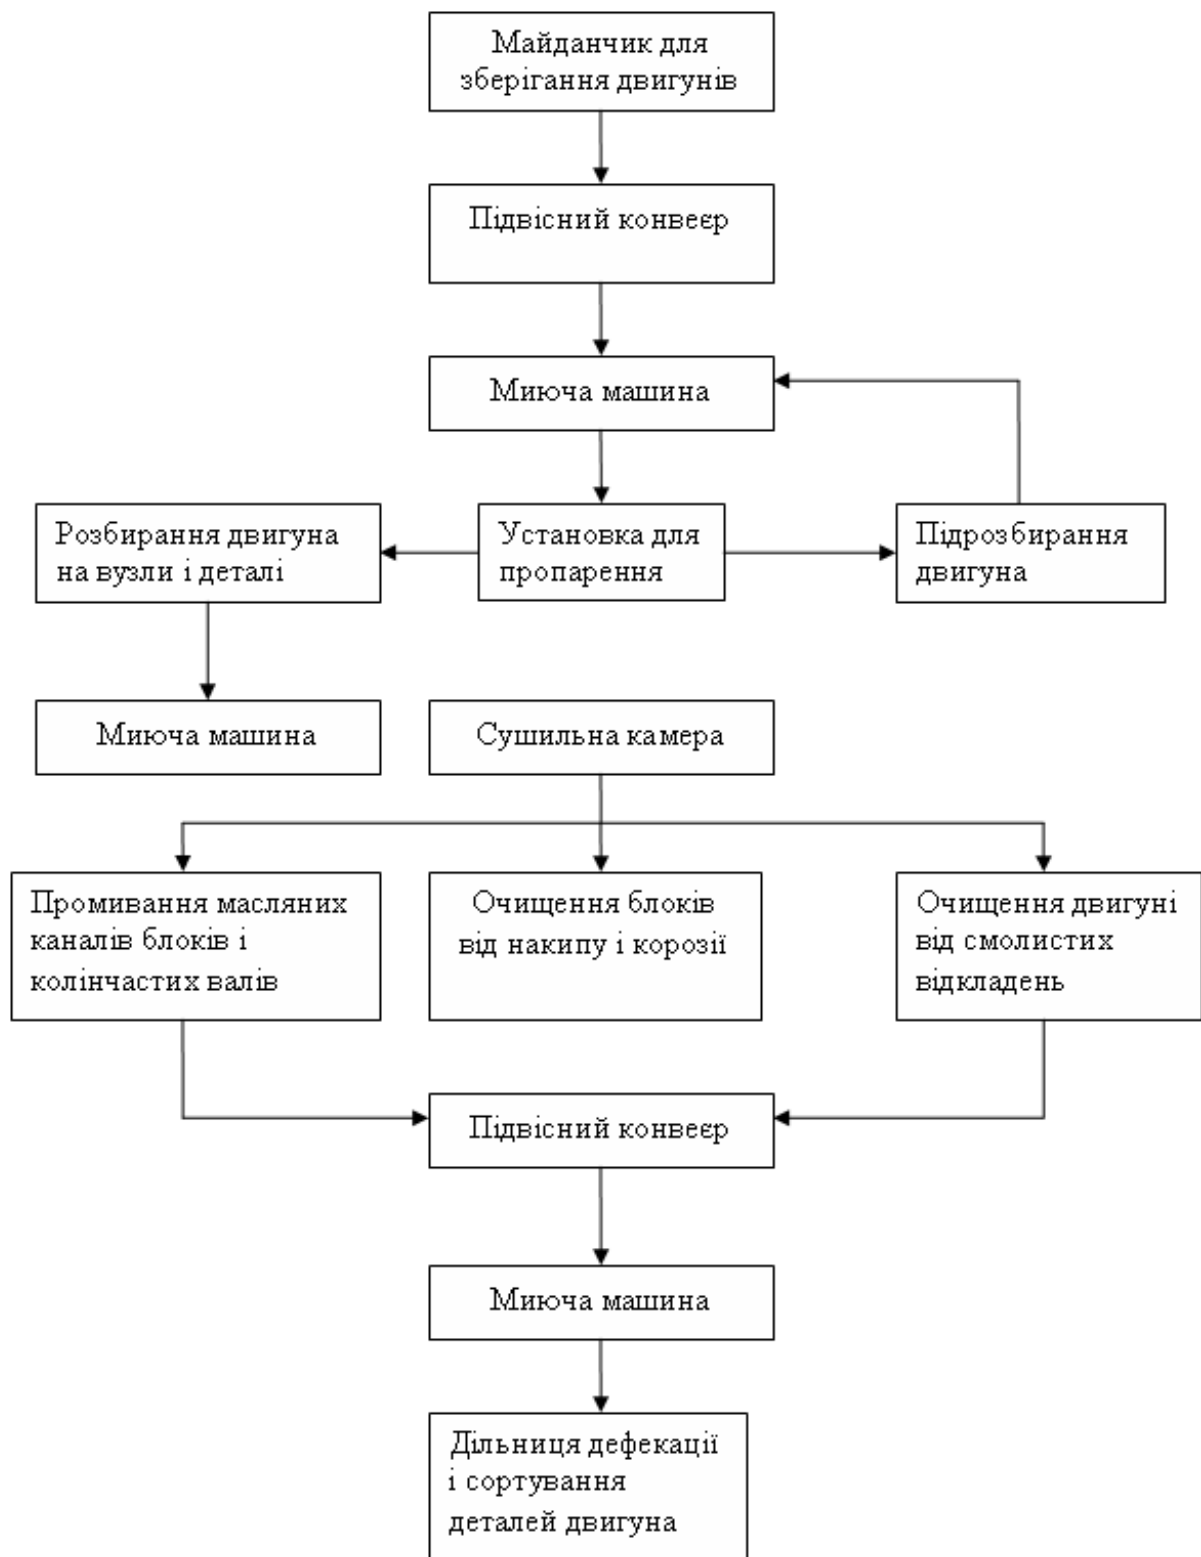 Майданчик для
зберігання двигунів
Підвісний конвеєр
Миюча машина
Розбирання двигуна
на вузли і деталі
Установка для
пропарення
Підрозбирання
двигуна
Миюча машина
Сушильна камера
Промивання масляних
каналів блоків і
колінчастих валів
Очищення блоків
від накипу і корозії
Очищення двигуні
від смолистих
відкладень
Підвісний конвеєр
Миюча машина
Дільниця дефекації
і сортування
деталей двигуна